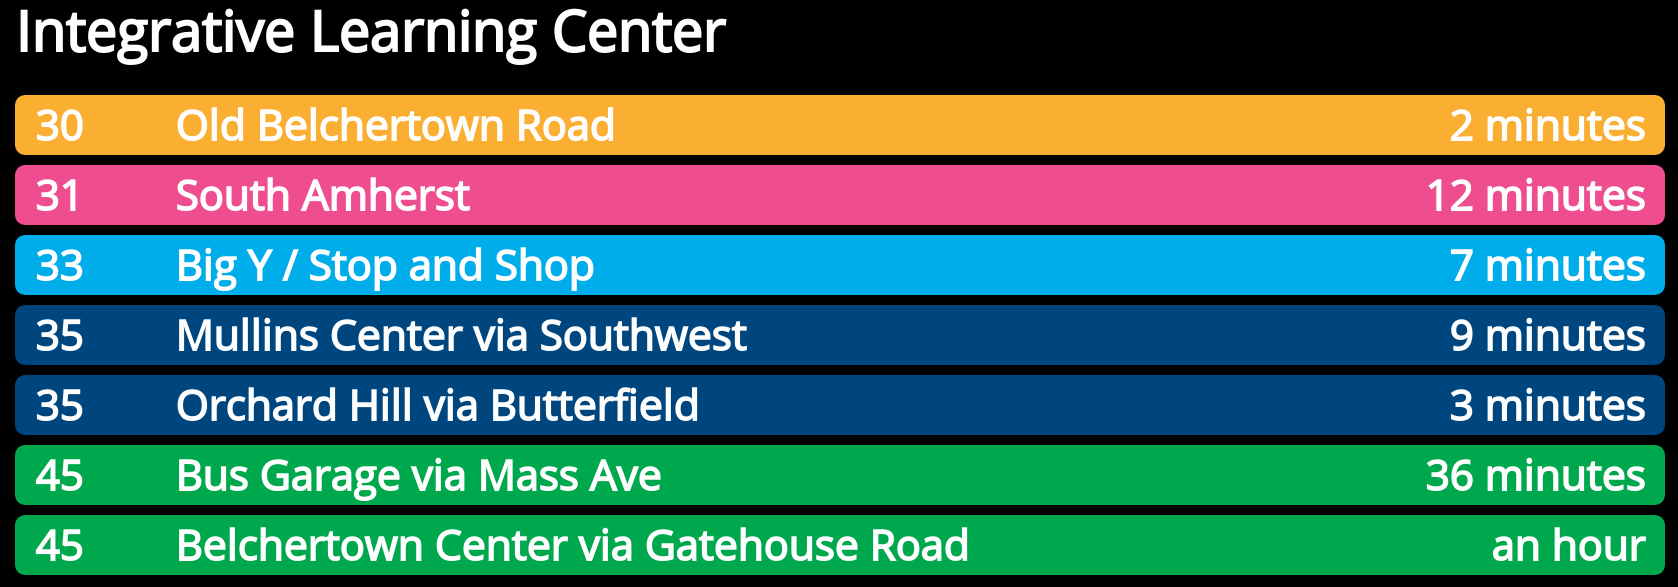 Integrative Learning Center
30 Old Belchertown Road 2 minutes
31 South Amherst 12 minutes
33 Big Y / Stop and Shop 7 minutes
35 Mullins Center via Southwest 9 minutes
35 Orchard Hill via Butterfield 3 minutes
45 Bus Garage via Mass Ave 36 minutes
45 Belchertown Center via Gatehouse Road an hour